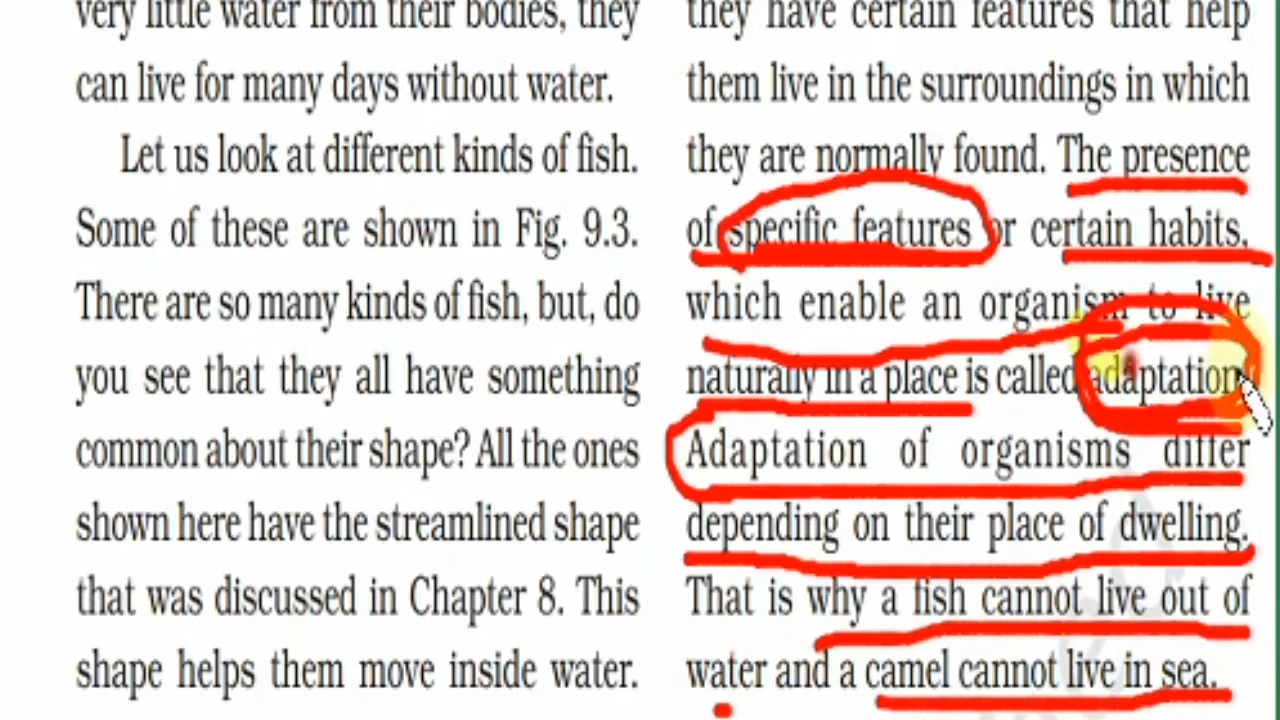 very little water from their bodies, they
can live for many days without water.
Let us look at different kinds of fish.
Some of these are shown in Fig. 9.3.
There are so many kinds of fish, but, do
you see that they all have something
common about their shape? All the ones
shown here have the streamlined shape
that was discussed in Chapter 8. This
shape helps them move inside water.
they have certain features that help
them live in the surroundings in which
they are normally found. The presence
of specific features or certain habits,
which enable an organism to live
naturally in a place is called adaptation.
Adaptation of organisms differ
depending on their place of dwelling.
That is why a fish cannot live out of
water and a camel cannot live in sea.